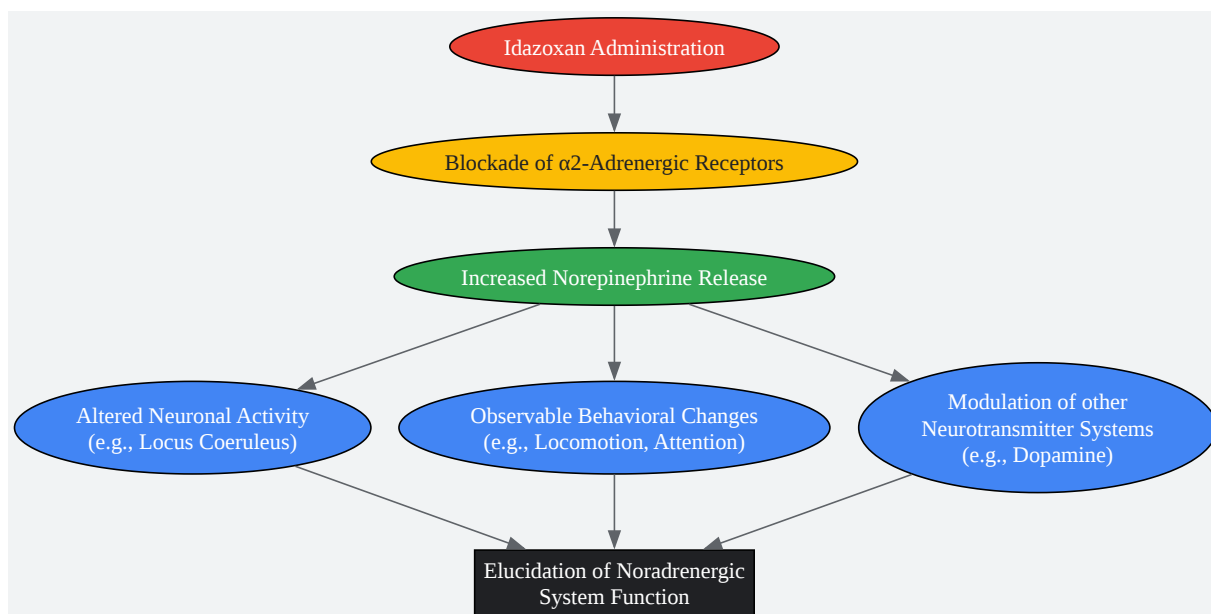 Idazoxan Administration
Blockade of α2-Adrenergic Receptors
Increased Norepinephrine Release
Altered Neuronal Activity
(e.g., Locus Coeruleus)
Observable Behavioral Changes
(e.g., Locomotion, Attention)
Modulation of other
Neurotransmitter Systems
(e.g., Dopamine)
Elucidation of Noradrenergic
System Function